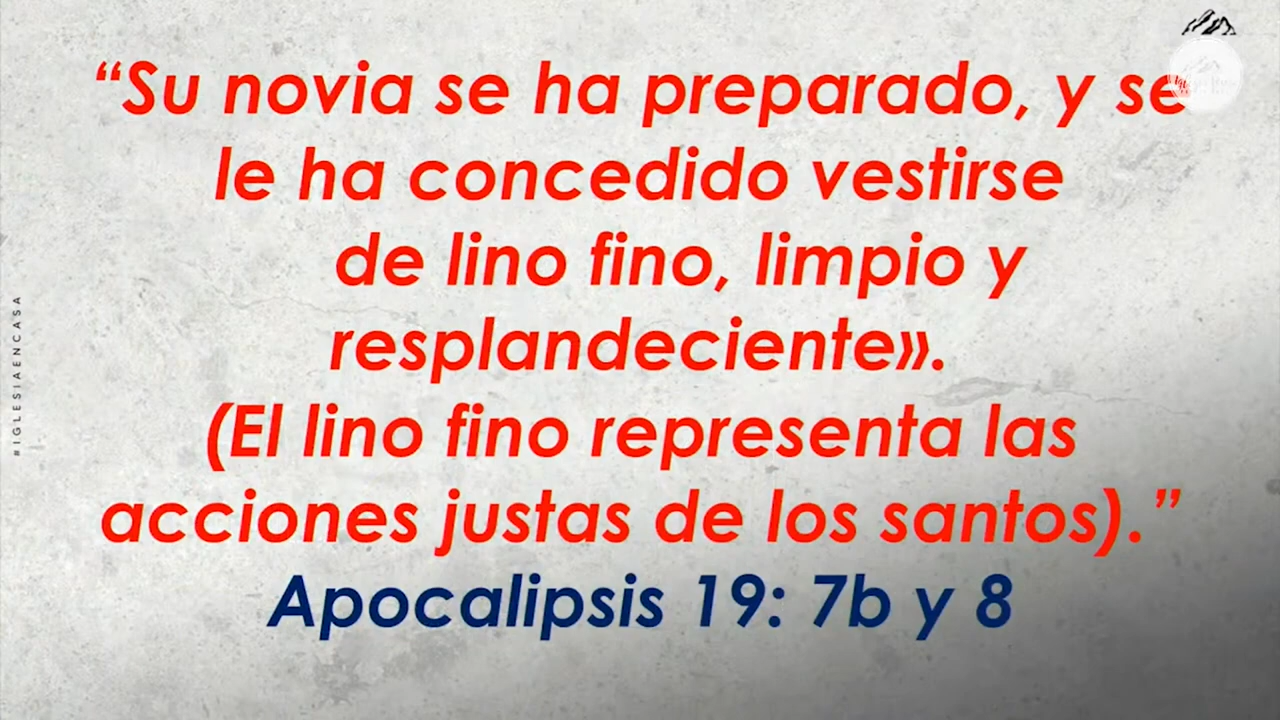 “Su novia se ha preparado, y se
le ha concedido vestirse
de lino fino, limpio y
resplandeciente».
(El lino fino representa las
acciones justas de los santos).”
Apocalipsis 19: 7b y 8
#IGLESIAENCASA